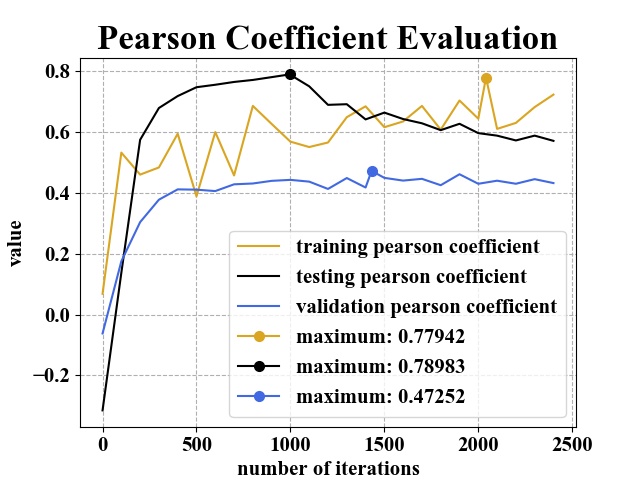 Pearson Coefficient Evaluation
0.8
0.6
0.4
0.2
0.0
−0.2
value
training pearson coefficient
testing pearson coefficient
validation pearson coefficient
maximum: 0.77942
maximum: 0.78983
maximum: 0.47252
0 500 1000 1500 2000 2500
number of iterations